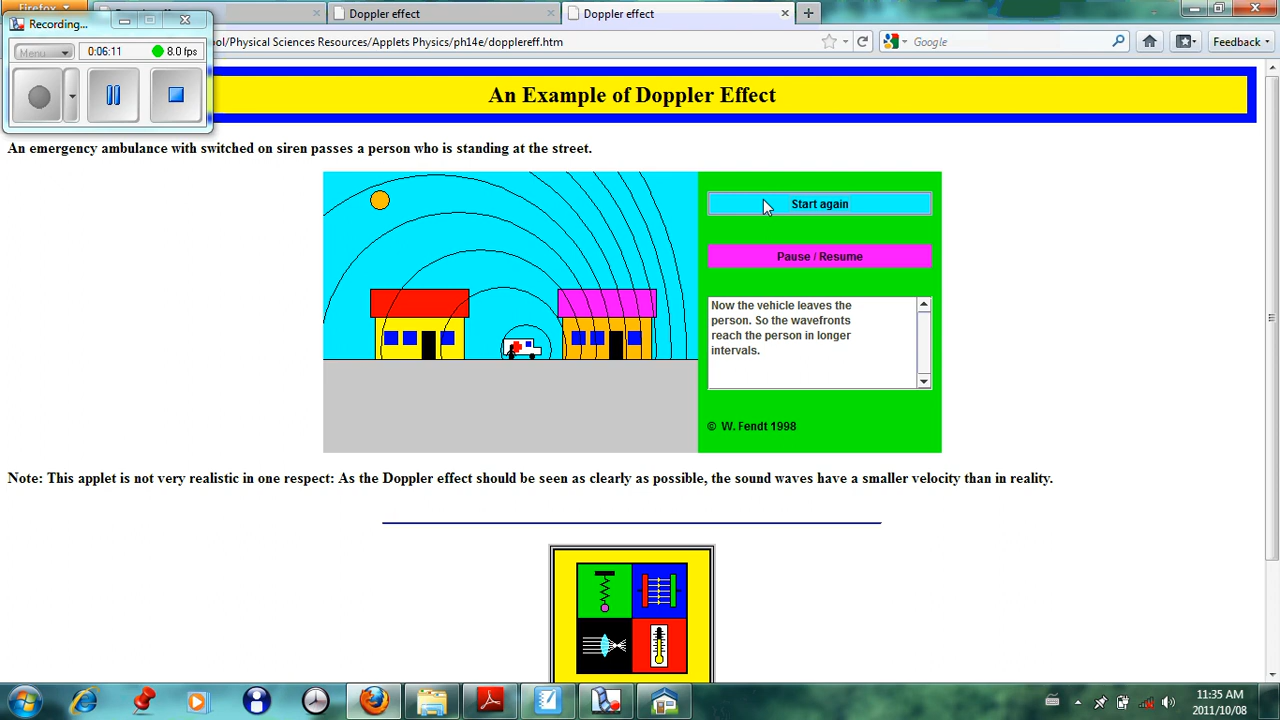 Firefox
Doppler effect
Doppler effect
Recording...
Menu
0:06:11
8.0 fps
ool/Physical Sciences Resources/Applets Physics/ph14e/dopplereff.htm
Google
Feedback
An Example of Doppler Effect
An emergency ambulance with switched on siren passes a person who is standing at the street.
Start again
Pause / Resume
Now the vehicle leaves the
person. So the wavefronts
reach the person in longer
intervals.
© W. Fendt 1998
Note: This applet is not very realistic in one respect: As the Doppler effect should be seen as clearly as possible, the sound waves have a smaller velocity than in reality.
11:35 AM
2011/10/08